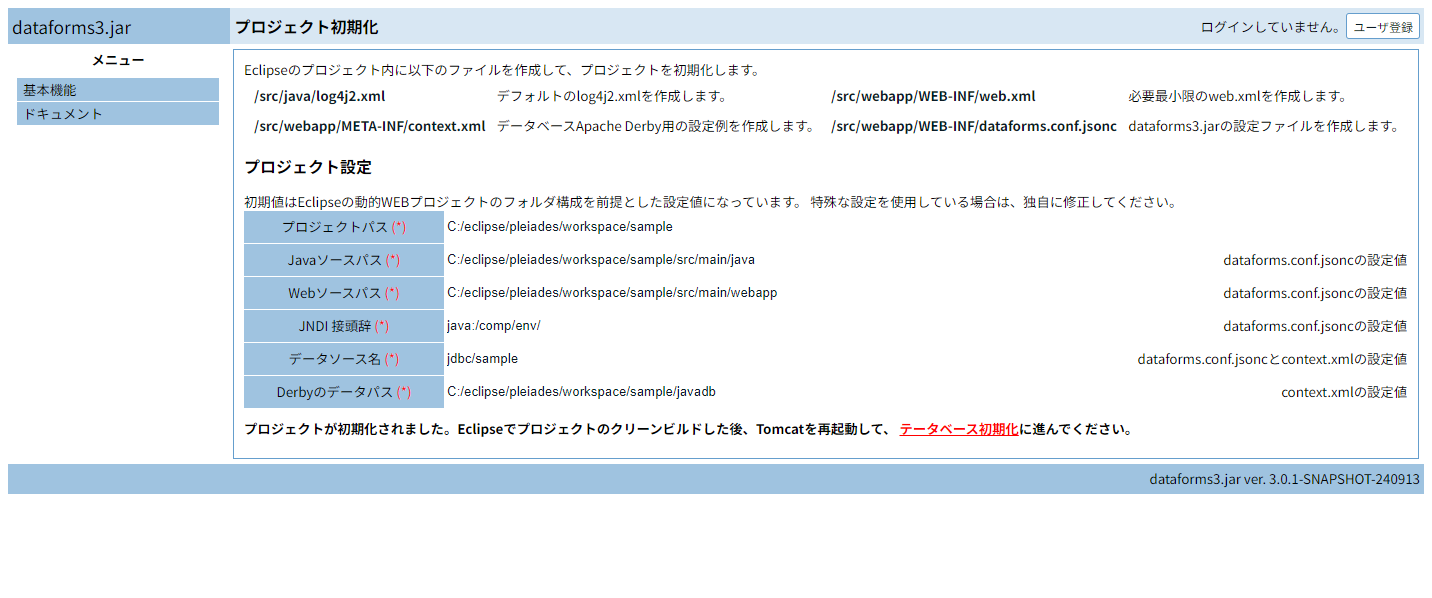 dataforms3.jar
プロジェクト初期化
ログインしていません。 ユーザ登録
メニュー
基本機能
ドキュメント
Eclipseのプロジェクト内に以下のファイルを作成して、プロジェクトを初期化します。
/src/java/log4j2.xml デフォルトのlog4j2.xmlを作成します。 /src/webapp/WEB-INF/web.xml 必要最小限のweb.xmlを作成します。
/src/webapp/META-INF/context.xml データベースApache Derby用の設定例を作成します。 /src/webapp/WEB-INF/dataforms.conf.jsonc dataforms3.jarの設定ファイルを作成します。
プロジェクト設定
初期値はEclipseの動的WEBプロジェクトのフォルダ構成を前提とした設定値になっています。 特殊な設定を使用している場合は、独自に修正してください。
プロジェクトパス (*) C:/eclipse/pleiades/workspace/sample
Javaソースパス (*) C:/eclipse/pleiades/workspace/sample/src/main/java dataforms.conf.jsoncの設定値
Webソースパス (*) C:/eclipse/pleiades/workspace/sample/src/main/webapp dataforms.conf.jsoncの設定値
JNDI 接頭辞 (*) java:/comp/env/ dataforms.conf.jsoncの設定値
データソース名 (*) jdbc/sample dataforms.conf.jsoncとcontext.xmlの設定値
Derbyのデータパス (*) C:/eclipse/pleiades/workspace/sample/javadb context.xmlの設定値
プロジェクトが初期化されました。Eclipseでプロジェクトのクリーンビルドした後、Tomcatを再起動して、 テータベース初期化に進んでください。
dataforms3.jar ver. 3.0.1-SNAPSHOT-240913